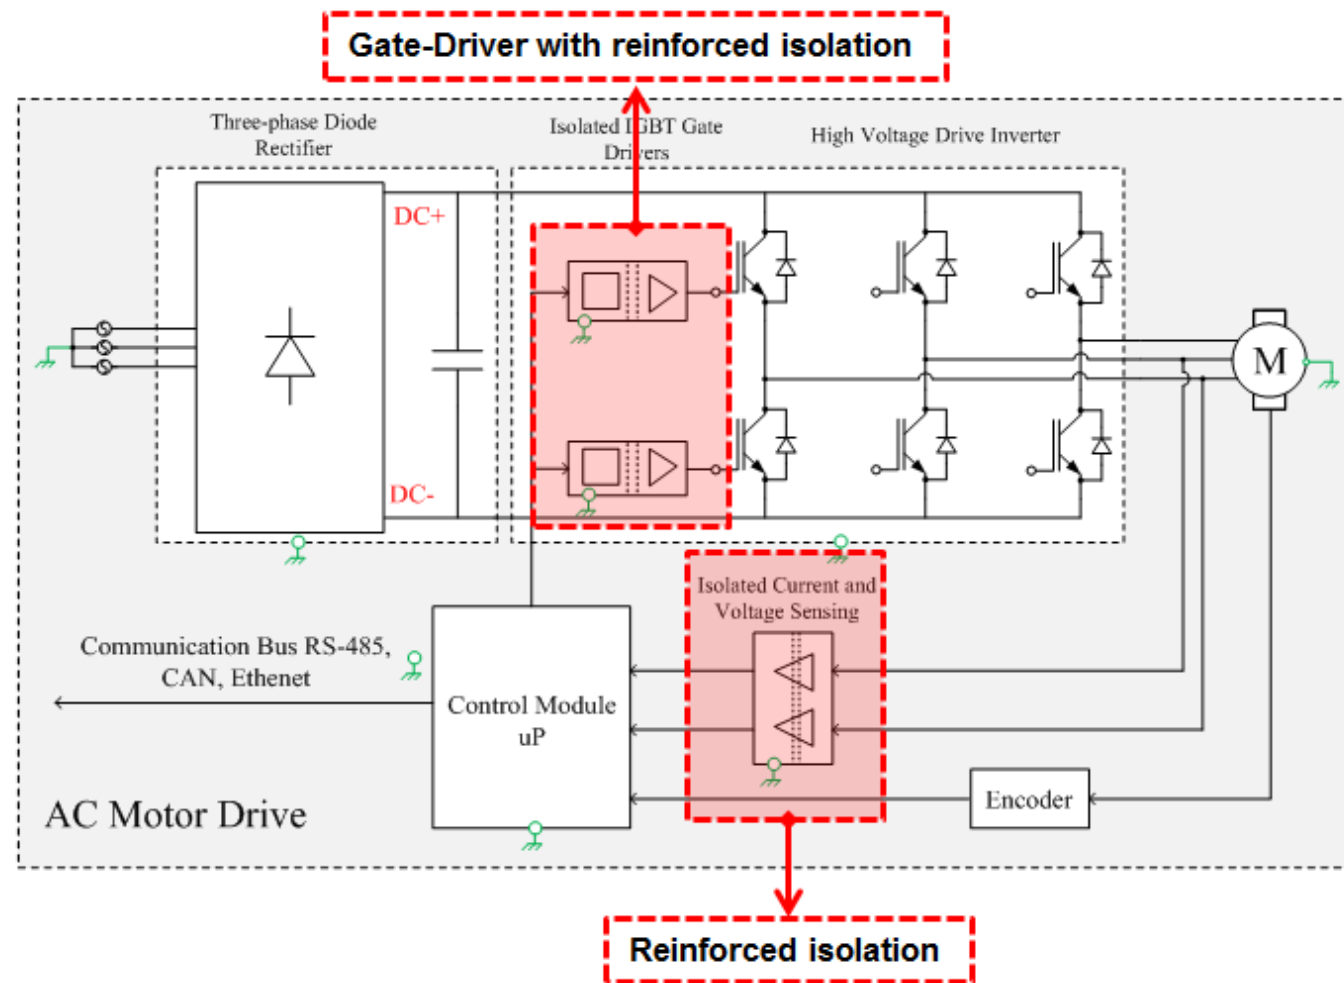 Gate-Driver with reinforced isolation
Three-phase Diode
Rectifier
Isolated IGBT Gate
Drivers
High Voltage Drive Inverter
DC+
DC-
M
Isolated Current and
Voltage Sensing
Communication Bus RS-485,
CAN, Ethenet
Control Module
uP
Encoder
AC Motor Drive
Reinforced isolation